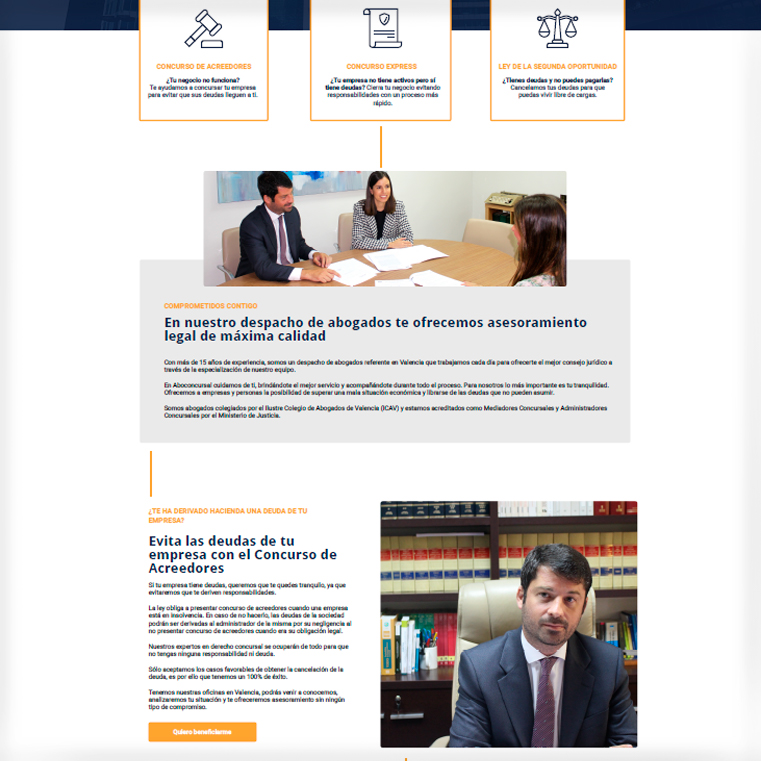 CONCURSO DE ACREEDORES
¿Tu negocio no funciona?
Te ayudamos a concursar tu empresa
para evitar que sus deudas lleguen a ti.
CONCURSO EXPRESS
¿Tu empresa no tiene activos pero sí
tiene deudas? Cierra tu negocio evitando
responsabilidades con un proceso más
rápido.
LEY DE LA SEGUNDA OPORTUNIDAD
¿Tienes deudas y no puedes pagarlas?
Cancelamos tus deudas para que
puedas vivir libre de cargas.
COMPROMETIDOS CONTIGO
En nuestro despacho de abogados te ofrecemos asesoramiento
legal de máxima calidad
Con más de 15 años de experiencia, somos un despacho de abogados referente en Valencia que trabajamos cada día para ofrecerte el mejor consejo jurídico a
través de la especialización de nuestro equipo.
En Aboconcursal cuidamos de ti, brindándote el mejor servicio y acompañándote durante todo el proceso. Para nosotros lo más importante es tu tranquilidad.
Ofrecemos a empresas y personas la posibilidad de superar una mala situación económica y librarse de las deudas que no pueden asumir.
Somos abogados colegiados por el Ilustre Colegio de Abogados de Valencia (ICAV) y estamos acreditados como Mediadores Concursales y Administradores
Concursales por el Ministerio de Justicia.
¿TE HA DERIVADO HACIENDA UNA DEUDA DE TU
EMPRESA?
Evita las deudas de tu
empresa con el Concurso de
Acreedores
Si tu empresa tiene deudas, queremos que te quedes tranquilo, ya que
evitaremos que te deriven responsabilidades.
La ley obliga a presentar concurso de acreedores cuando una empresa
está en insolvencia. En caso de no hacerlo, las deudas de la sociedad
podrán ser derivadas al administrador de la misma por su negligencia al
no presentar concurso de acreedores cuando era su obligación legal.
Nuestros expertos en derecho concursal se ocuparán de todo para que
no tengas ninguna responsabilidad ni deuda.
Sólo aceptamos los casos favorables de obtener la cancelación de la
deuda, es por ello que tenemos un 100% de éxito.
Tenemos nuestras oficinas en Valencia, podrás venir a conocernos,
analizaremos tu situación y te ofreceremos asesoramiento sin ningún
tipo de compromiso.
Quiero beneficiarme